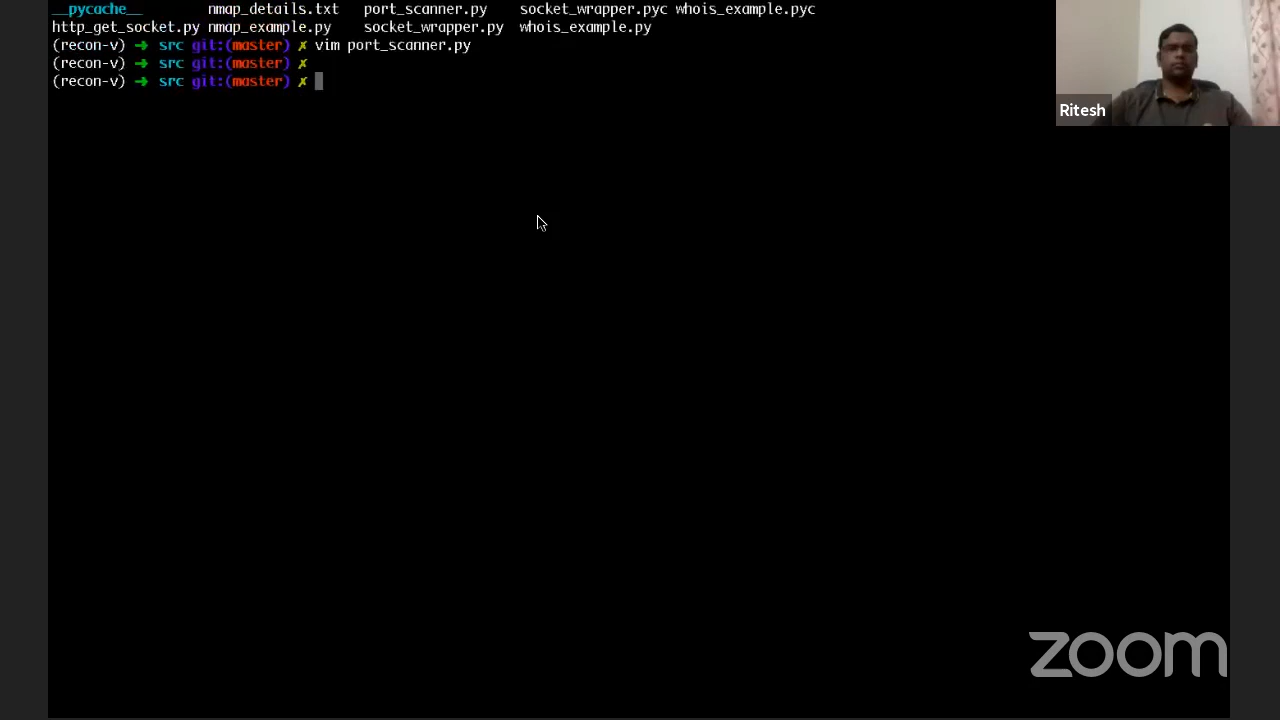 __pycache__ nmap_details.txt port_scanner.py socket_wrapper.pyc whois_example.pyc
http_get_socket.py nmap_example.py socket_wrapper.py whois_example.py
(recon-v) ➜ src git:(master) ✗ vim port_scanner.py
(recon-v) ➜ src git:(master) ✗
(recon-v) ➜ src git:(master) ✗
Ritesh
zoom